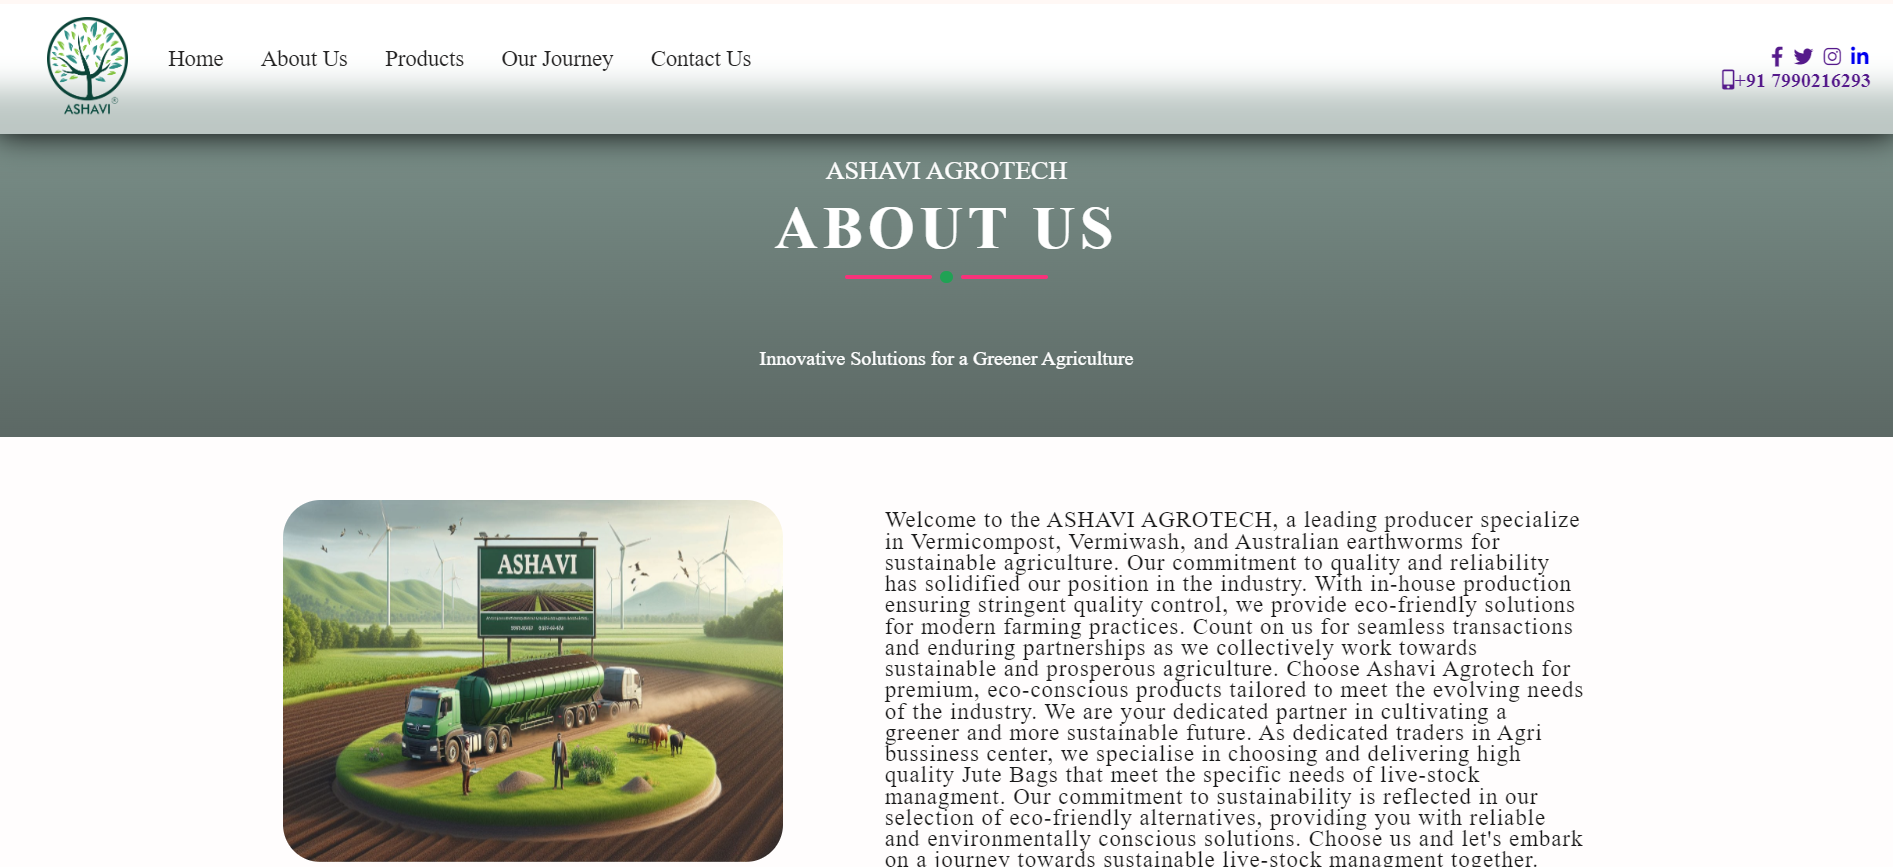 ASHAVI®
Home
About Us
Products
Our Journey
Contact Us
+91 7990216293
ASHAVI AGROTECH
ABOUT US
Innovative Solutions for a Greener Agriculture
ASHAVI
Welcome to the ASHAVI AGROTECH, a leading producer specialize
in Vermicompost, Vermiwash, and Australian earthworms for
sustainable agriculture. Our commitment to quality and reliability
has solidified our position in the industry. With in-house production
ensuring stringent quality control, we provide eco-friendly solutions
for modern farming practices. Count on us for seamless transactions
and enduring partnerships as we collectively work towards
sustainable and prosperous agriculture. Choose Ashavi Agrotech for
premium, eco-conscious products tailored to meet the evolving needs
of the industry. We are your dedicated partner in cultivating a
greener and more sustainable future. As dedicated traders in Agri
bussiness center, we specialise in choosing and delivering high
quality Jute Bags that meet the specific needs of live-stock
managment. Our commitment to sustainability is reflected in our
selection of eco-friendly alternatives, providing you with reliable
and environmentally conscious solutions. Choose us and let's embark
on a journey towards sustainable live-stock managment together.